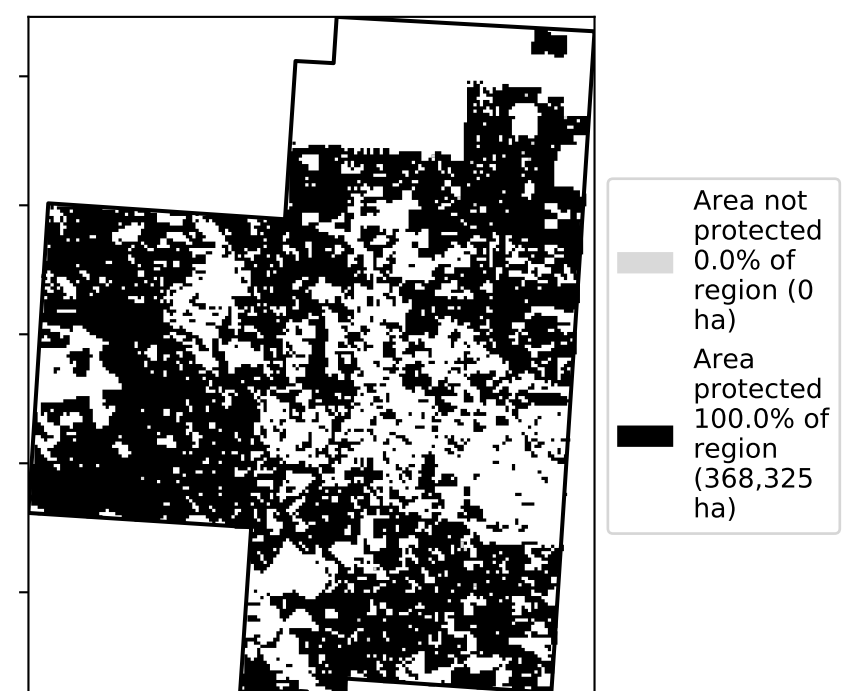 Area not
protected
0.0% of
region (0
ha)
Area
protected
100.0% of
region
(368,325
ha)